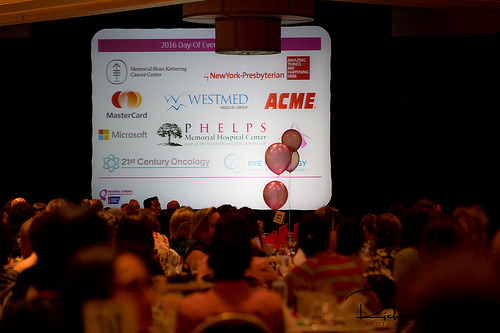 2016 Day-Of Eve
Memorial Sloan Kettering
Cancer Center
NewYork-Presbyterian
AMAZING
THINGS
ARE
HAPPENING
HERE
MasterCard
WESTMED
MEDICAL GROUP
ACME
Microsoft
PHELPS
Memorial Hospital Center
21st Century Oncology
RYE
GY